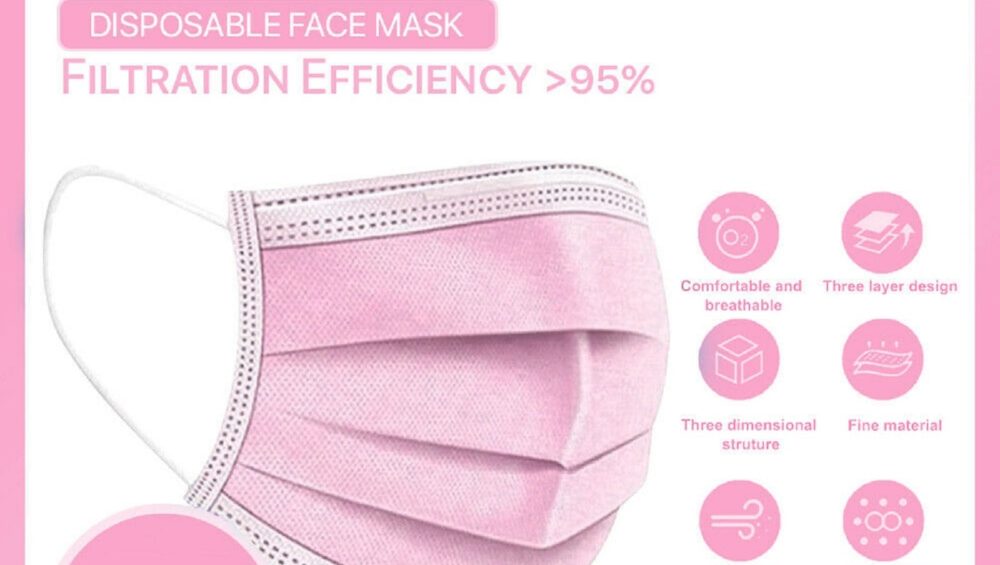 DISPOSABLE FACE MASK
FILTRATION EFFICIENCY >95%
O2
Comfortable and
breathable
Three layer design
Three dimensional
struture
Fine material